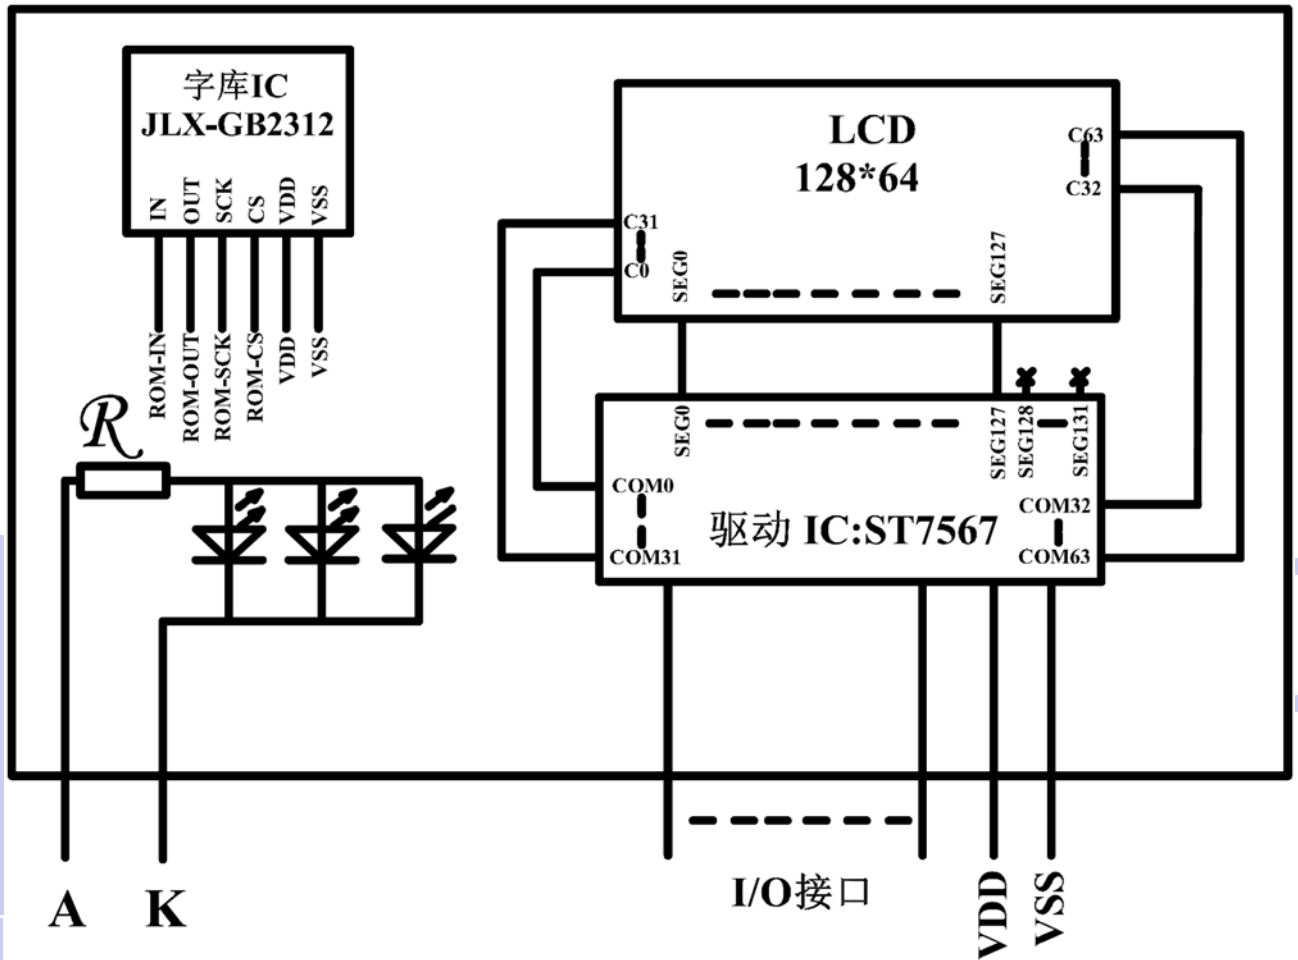 字库IC
JLX-GB2312
IN
OUT
SCK
CS
VDD
VSS
ROM-IN
ROM-OUT
ROM-SCK
ROM-CS
VDD
VSS
LCD
128*64
C63
C32
C31
C0
SEG0
SEG127
SEG0
SEG127
SEG128
SEG131
COM0
COM31
驱动 IC:ST7567
COM32
COM63
R
A
K
I/O接口
VDD
VSS